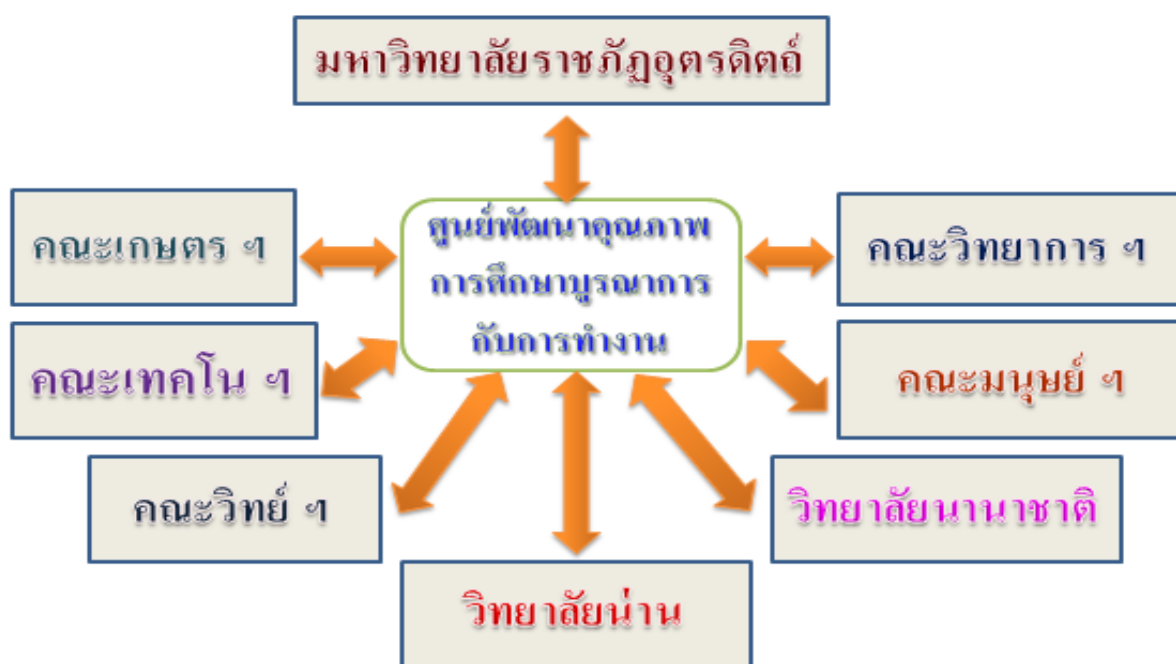 มหาวิทยาลัยราชภัฏอุตรดิตถ์
ศูนย์พัฒนาคุณภาพ
การศึกษาบูรณาการ
กับการทำงาน
คณะเกษตร ฯ
คณะวิทยาการ ฯ
คณะเทคโน ฯ
คณะมนุษย์ ฯ
คณะวิทย์ ฯ
วิทยาลัยนานาชาติ
วิทยาลัยน่าน